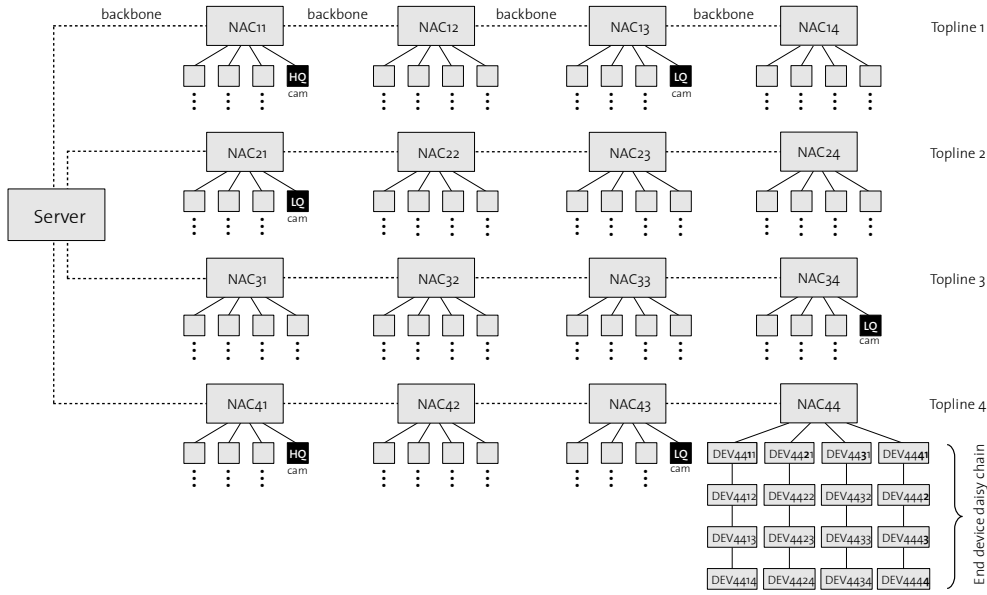 backbone backbone backbone backbone
NAC11 NAC12 NAC13 NAC14 Topline 1
HQ LQ
cam cam
NAC21 NAC22 NAC23 NAC24 Topline 2
LQ
cam
Server
NAC31 NAC32 NAC33 NAC34 Topline 3
LQ
cam
NAC41 NAC42 NAC43 NAC44 Topline 4
HQ LQ DEV4411 DEV4421 DEV4431 DEV4441
cam cam
DEV4412 DEV4422 DEV4432 DEV4442
DEV4413 DEV4423 DEV4433 DEV4443
DEV4414 DEV4424 DEV4434 DEV4444
End device daisy chain